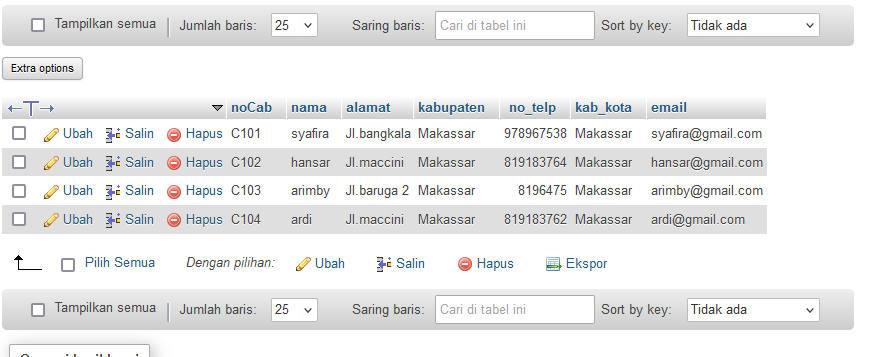 Tampilkan semua Jumlah baris: 25 Saring baris: Cari di tabel ini Sort by key: Tidak ada
Extra options
noCab nama alamat kabupaten no_telp kab_kota email
Ubah Salin Hapus C101 syafira Jl.bangkala Makassar 978967538 Makassar syafira@gmail.com
Ubah Salin Hapus C102 hansar Jl.maccini Makassar 819183764 Makassar hansar@gmail.com
Ubah Salin Hapus C103 arimby Jl.baruga 2 Makassar 8196475 Makassar arimby@gmail.com
Ubah Salin Hapus C104 ardi Jl.maccini Makassar 819183762 Makassar ardi@gmail.com
Pilih Semua Dengan pilihan: Ubah Salin Hapus Ekspor
Tampilkan semua Jumlah baris: 25 Saring baris: Cari di tabel ini Sort by key: Tidak ada